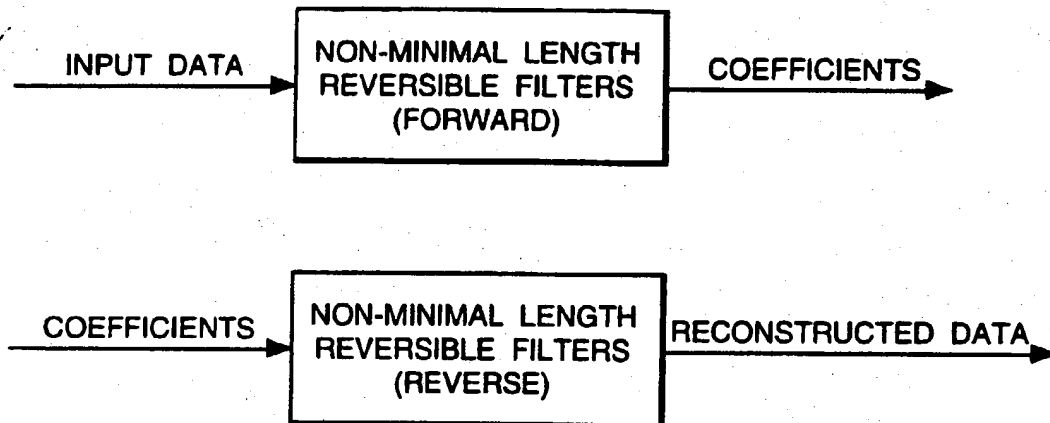 INPUT DATA
NON-MINIMAL LENGTH
REVERSIBLE FILTERS
(FORWARD)
COEFFICIENTS
COEFFICIENTS
NON-MINIMAL LENGTH
REVERSIBLE FILTERS
(REVERSE)
RECONSTRUCTED DATA